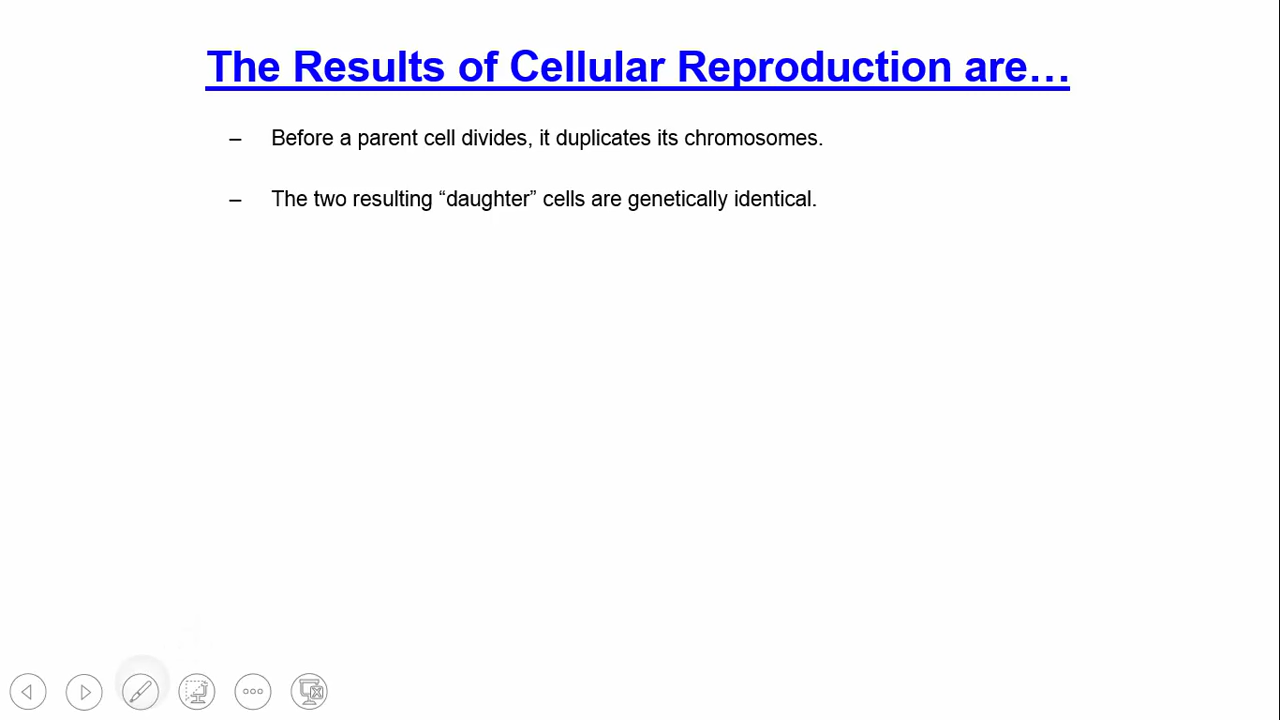 The Results of Cellular Reproduction are…
– Before a parent cell divides, it duplicates its chromosomes.
– The two resulting “daughter” cells are genetically identical.